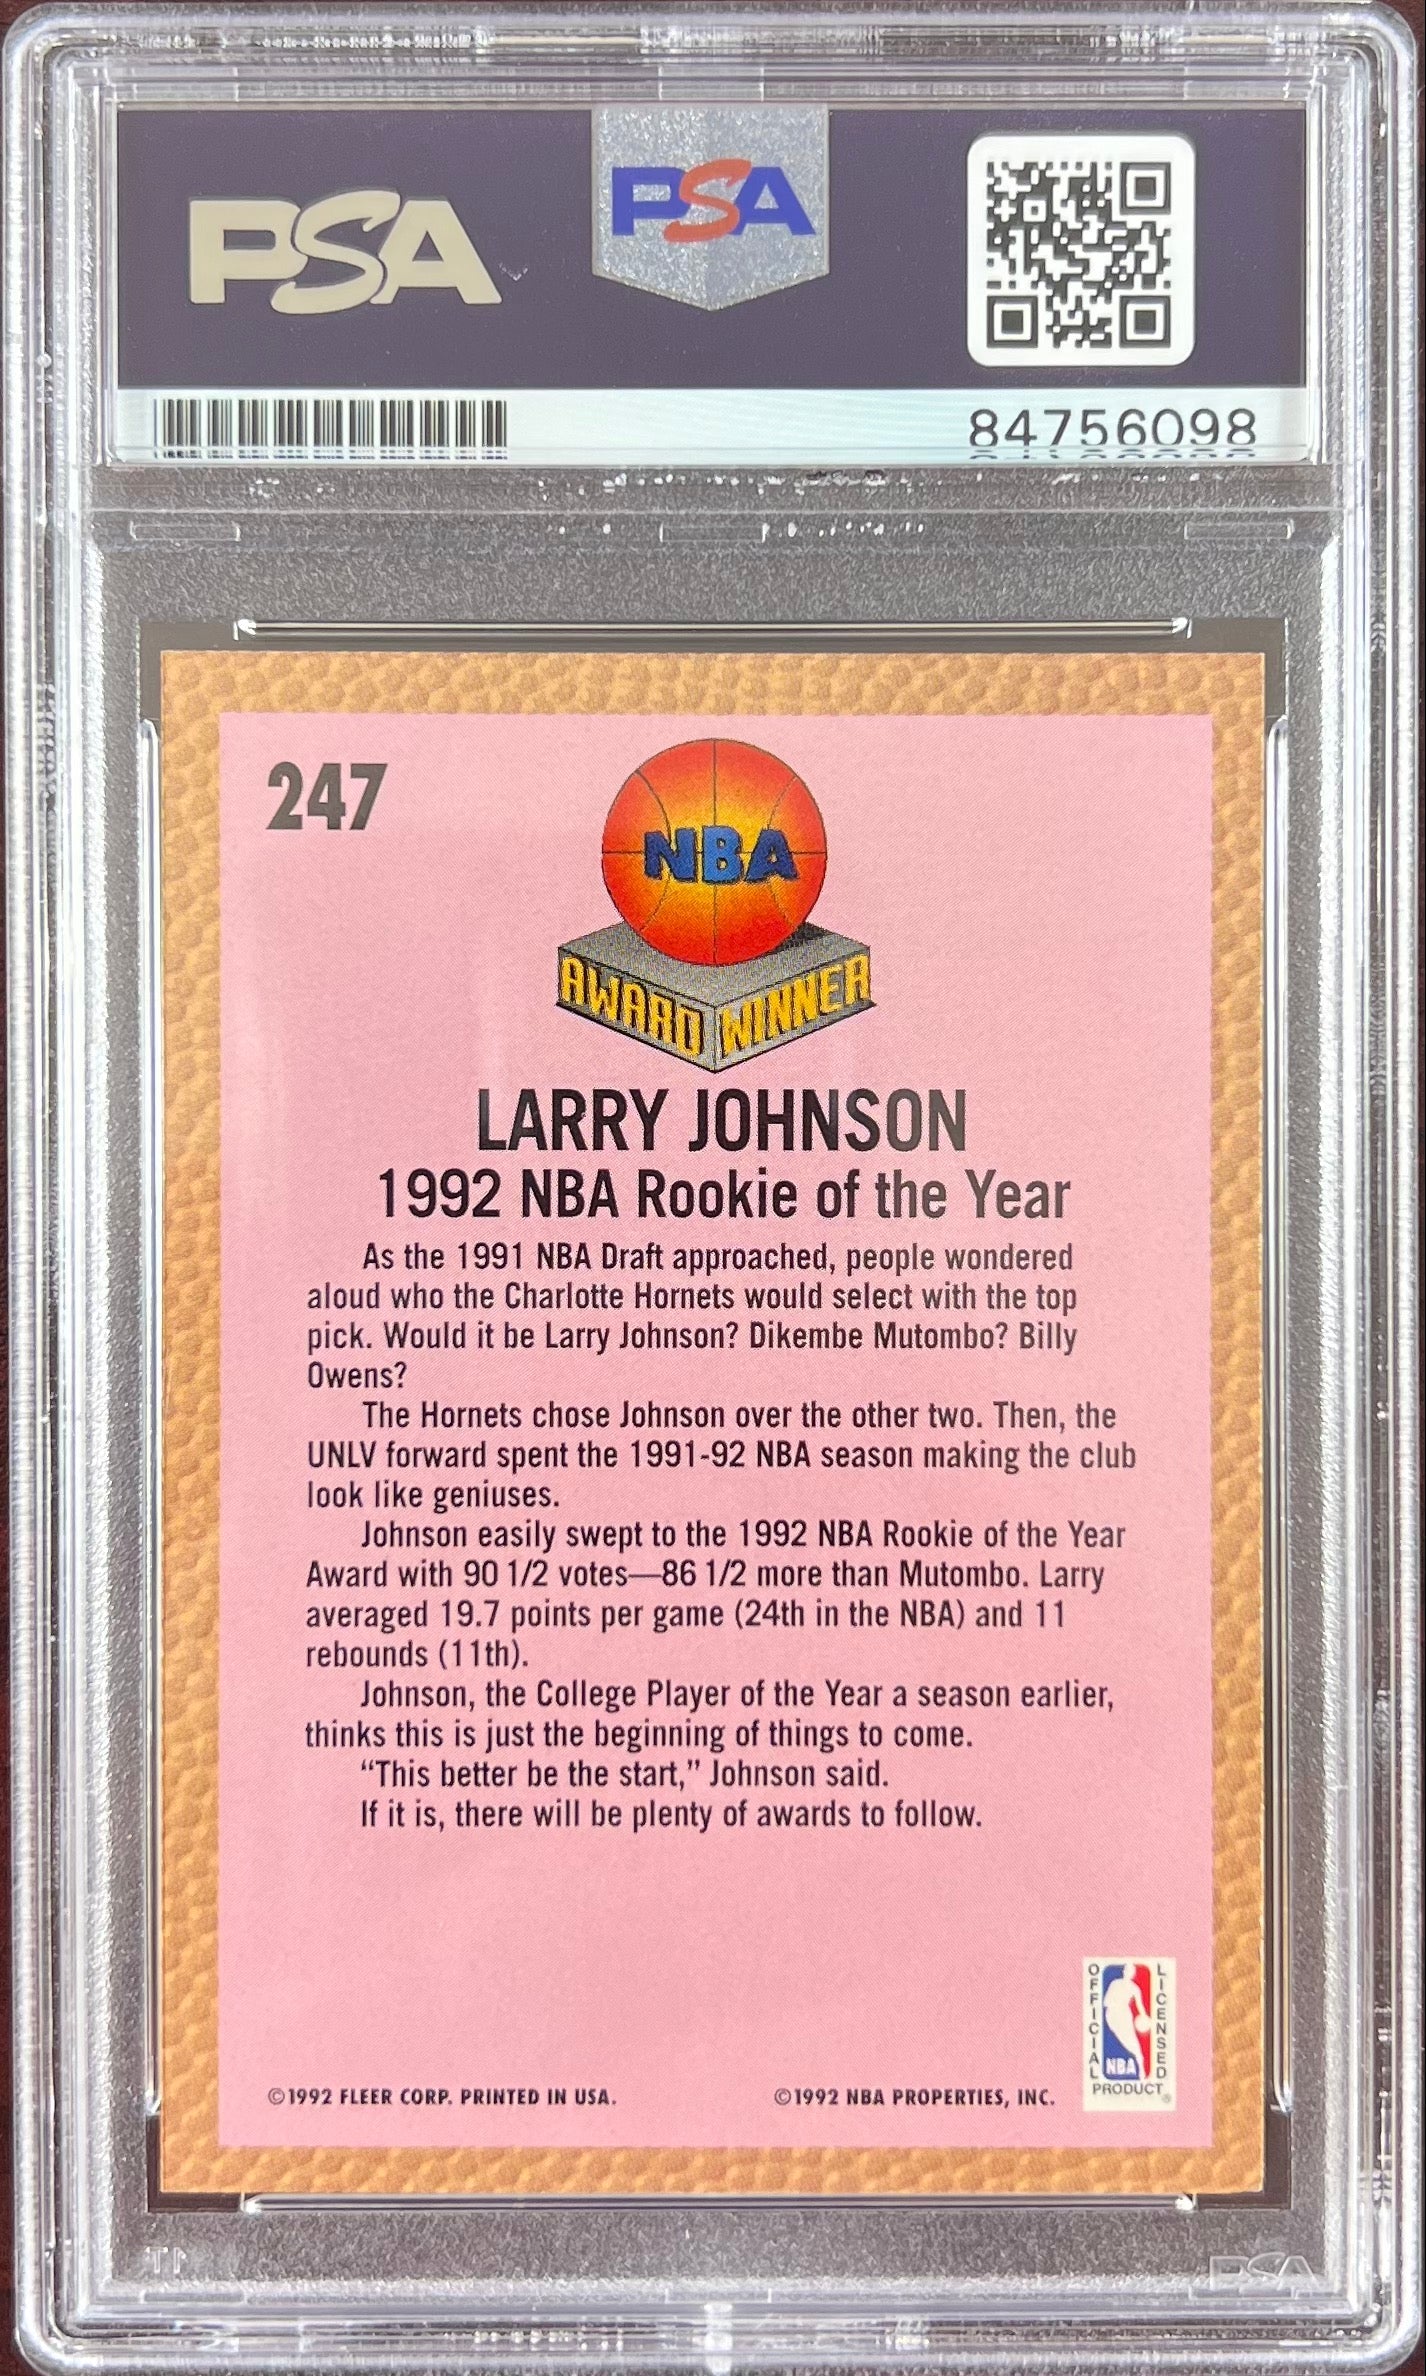 PSA
PSA
84756098
247
NBA
AWARD WINNER
LARRY JOHNSON
1992 NBA Rookie of the Year
As the 1991 NBA Draft approached, people wondered
aloud who the Charlotte Hornets would select with the top
pick. Would it be Larry Johnson? Dikembe Mutombo? Billy
Owens?
The Hornets chose Johnson over the other two. Then, the
UNLV forward spent the 1991-92 NBA season making the club
look like geniuses.
Johnson easily swept to the 1992 NBA Rookie of the Year
Award with 90 1/2 votes—86 1/2 more than Mutombo. Larry
averaged 19.7 points per game (24th in the NBA) and 11
rebounds (11th).
Johnson, the College Player of the Year a season earlier,
thinks this is just the beginning of things to come.
“This better be the start,” Johnson said.
If it is, there will be plenty of awards to follow.
OFFICIAL LICENSED
NBA
PRODUCT®
©1992 FLEER CORP. PRINTED IN USA.
©1992 NBA PROPERTIES, INC.
PSA